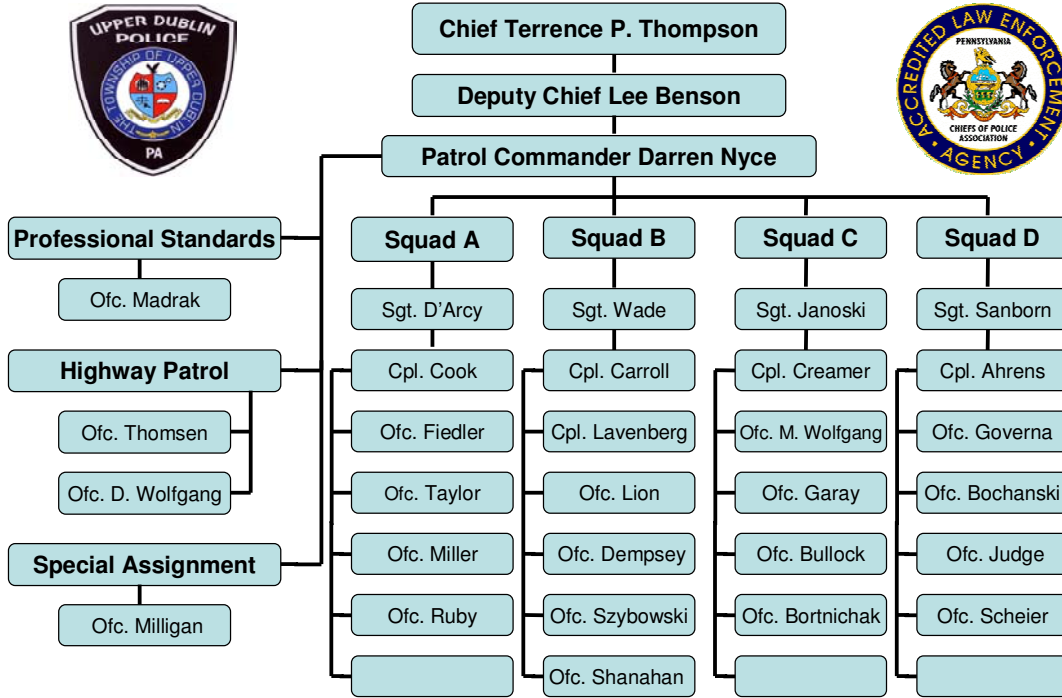 UPPER DUBLIN
POLICE
THE TOWNSHIP OF UPPER DUBLIN
PA
Chief Terrence P. Thompson
Deputy Chief Lee Benson
Patrol Commander Darren Nyce
ACCREDITED LAW ENFORCEMENT
PENNSYLVANIA
CHIEFS OF POLICE
ASSOCIATION
AGENCY
Professional Standards
Ofc. Madrak
Highway Patrol
Ofc. Thomsen
Ofc. D. Wolfgang
Special Assignment
Ofc. Milligan
Squad A
Sgt. D'Arcy
Cpl. Cook
Ofc. Fiedler
Ofc. Taylor
Ofc. Miller
Ofc. Ruby
Squad B
Sgt. Wade
Cpl. Carroll
Cpl. Lavenberg
Ofc. Lion
Ofc. Dempsey
Ofc. Szybowski
Ofc. Shanahan
Squad C
Sgt. Janoski
Cpl. Creamer
Ofc. M. Wolfgang
Ofc. Garay
Ofc. Bullock
Ofc. Bortnichak
Squad D
Sgt. Sanborn
Cpl. Ahrens
Ofc. Governa
Ofc. Bochanski
Ofc. Judge
Ofc. Scheier